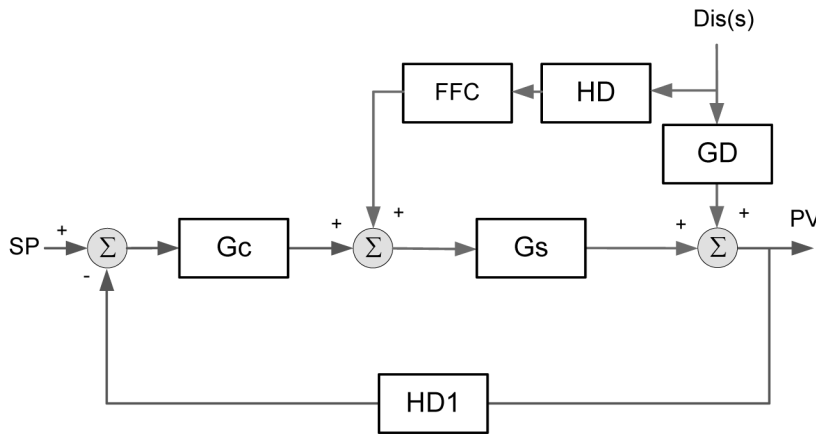 Dis(s)
FFC
HD
GD
+
+
+
+
+
PV
SP
Σ
Gc
Σ
Gs
Σ
-
HD1